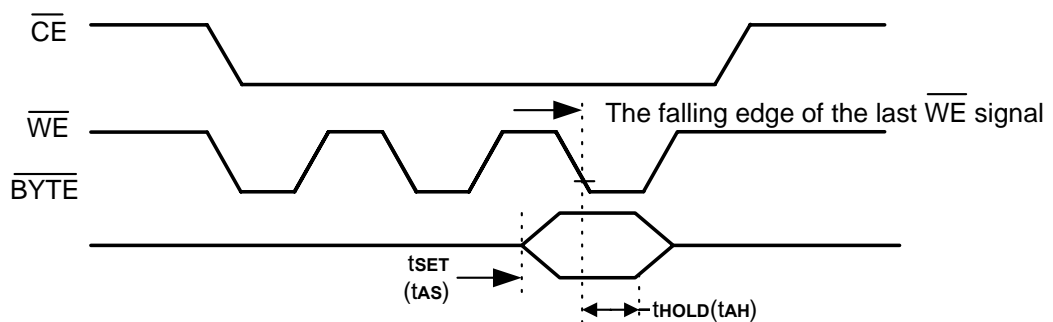 CE
The falling edge of the last WE signal
WE
BYTE
tSET
(tAS)
tHOLD(tAH)